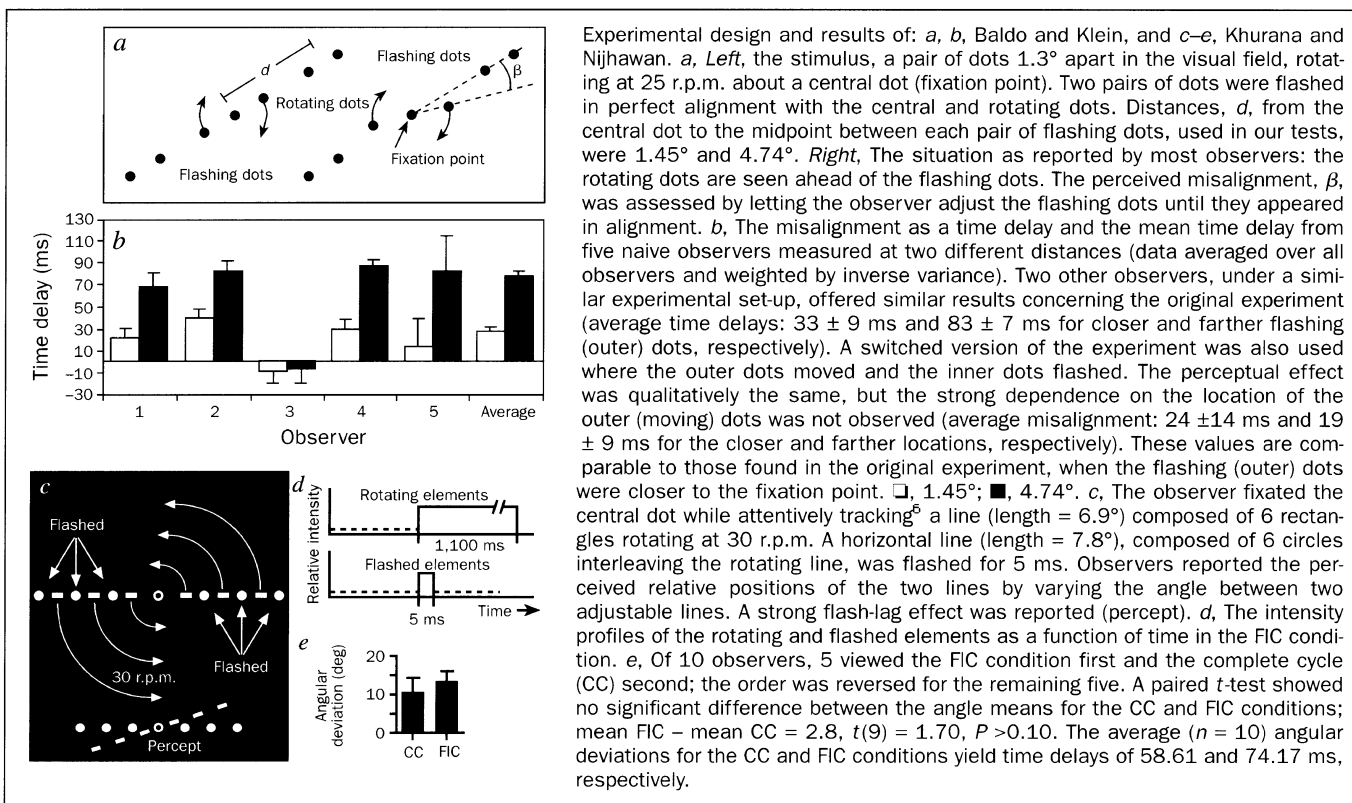 a
Flashing dots
d
β
Rotating dots
Fixation point
Flashing dots
b
Time delay (ms)
130
110
90
70
50
30
10
–10
–30
1 2 3 4 5 Average
Observer
c
Flashed
Flashed
30 r.p.m.
Percept
d
Relative intensity
Rotating elements
1,100 ms
Flashed elements
Time
5 ms
e
Angular
deviation (deg)
20
10
0
CC FIC
Experimental design and results of: a, b, Baldo and Klein, and c–e, Khurana and
Nijhawan. a, Left, the stimulus, a pair of dots 1.3° apart in the visual field, rotat-
ing at 25 r.p.m. about a central dot (fixation point). Two pairs of dots were flashed
in perfect alignment with the central and rotating dots. Distances, d, from the
central dot to the midpoint between each pair of flashing dots, used in our tests,
were 1.45° and 4.74°. Right, The situation as reported by most observers: the
rotating dots are seen ahead of the flashing dots. The perceived misalignment, β,
was assessed by letting the observer adjust the flashing dots until they appeared
in alignment. b, The misalignment as a time delay and the mean time delay from
five naive observers measured at two different distances (data averaged over all
observers and weighted by inverse variance). Two other observers, under a simi-
lar experimental set-up, offered similar results concerning the original experiment
(average time delays: 33 ± 9 ms and 83 ± 7 ms for closer and farther flashing
(outer) dots, respectively). A switched version of the experiment was also used
where the outer dots moved and the inner dots flashed. The perceptual effect
was qualitatively the same, but the strong dependence on the location of the
outer (moving) dots was not observed (average misalignment: 24 ±14 ms and 19
± 9 ms for the closer and farther locations, respectively). These values are com-
parable to those found in the original experiment, when the flashing (outer) dots
were closer to the fixation point. ❏, 1.45°; ■, 4.74°. c, The observer fixated the
central dot while attentively tracking⁶ a line (length = 6.9°) composed of 6 rectan-
gles rotating at 30 r.p.m. A horizontal line (length = 7.8°), composed of 6 circles
interleaving the rotating line, was flashed for 5 ms. Observers reported the per-
ceived relative positions of the two lines by varying the angle between two
adjustable lines. A strong flash-lag effect was reported (percept). d, The intensity
profiles of the rotating and flashed elements as a function of time in the FIC condi-
tion. e, Of 10 observers, 5 viewed the FIC condition first and the complete cycle
(CC) second; the order was reversed for the remaining five. A paired t-test showed
no significant difference between the angle means for the CC and FIC conditions;
mean FIC – mean CC = 2.8, t(9) = 1.70, P >0.10. The average (n = 10) angular
deviations for the CC and FIC conditions yield time delays of 58.61 and 74.17 ms,
respectively.